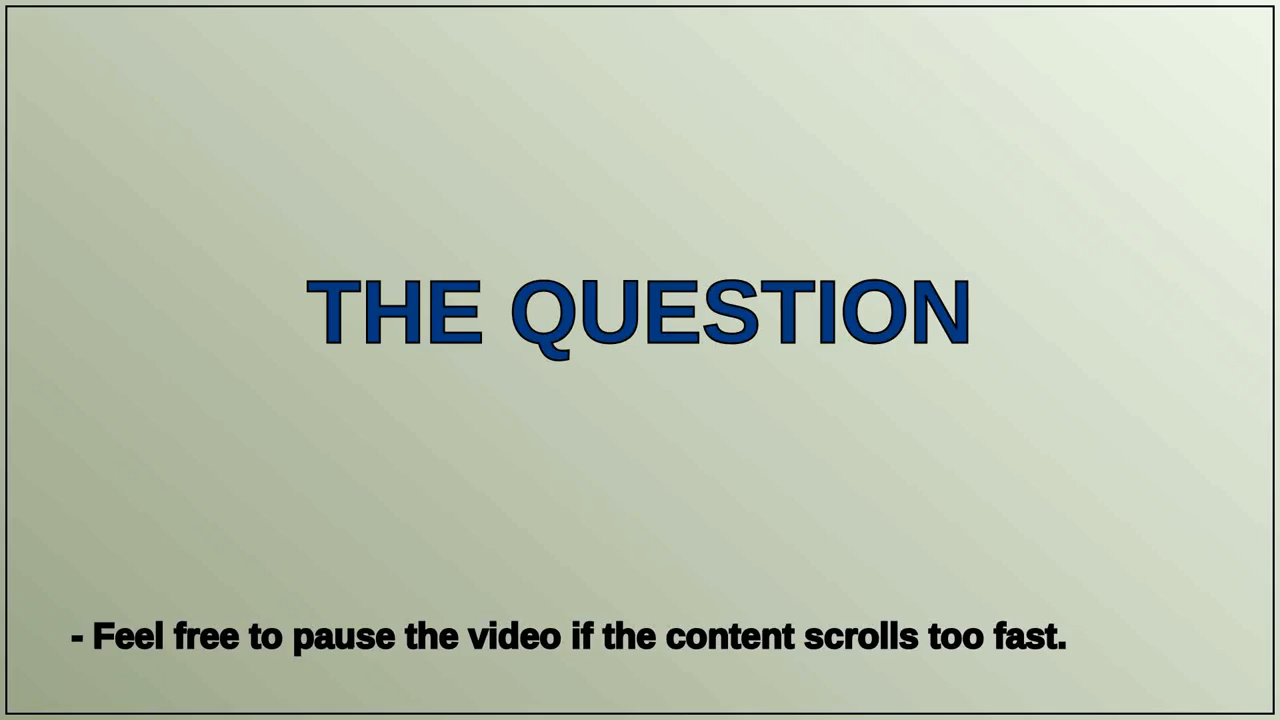 THE QUESTION
- Feel free to pause the video if the content scrolls too fast.